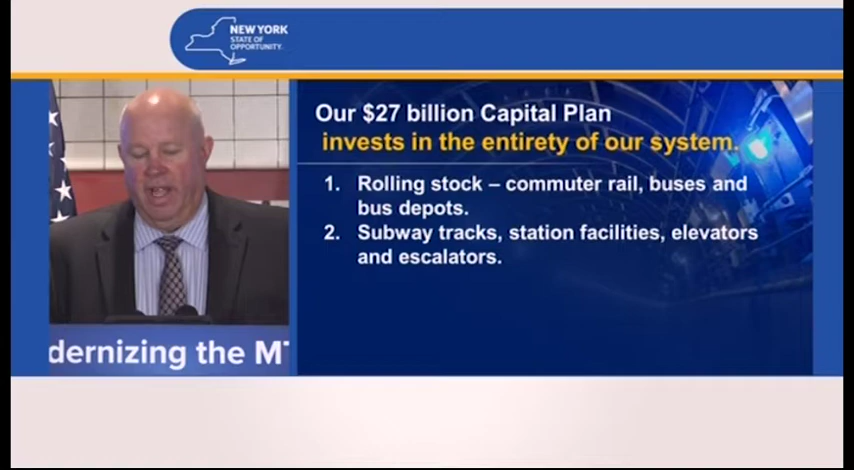 NEW YORK
STATE OF
OPPORTUNITY.
Our $27 billion Capital Plan
invests in the entirety of our system.
1. Rolling stock – commuter rail, buses and
bus depots.
2. Subway tracks, station facilities, elevators
and escalators.
dernizing the MT